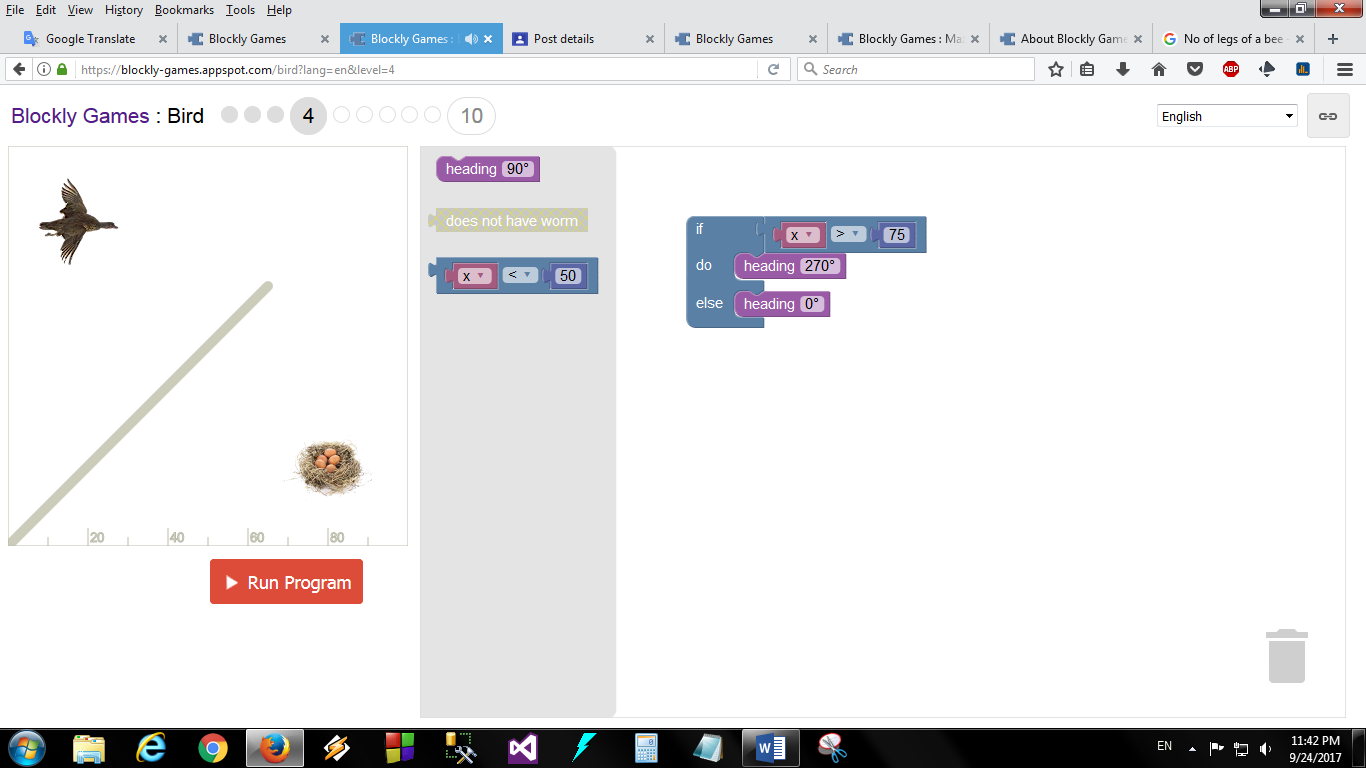 File Edit View History Bookmarks Tools Help
Google Translate Blockly Games Blockly Games : Post details Blockly Games Blockly Games : Ma About Blockly Game No of legs of a bee -
https://blockly-games.appspot.com/bird?lang=en&level=4 Search ABP
Blockly Games : Bird 4 10 English
heading 90°
does not have worm
x < 50
if x > 75
do heading 270°
else heading 0°
20 40 60 80
Run Program
EN 11:42 PM
9/24/2017